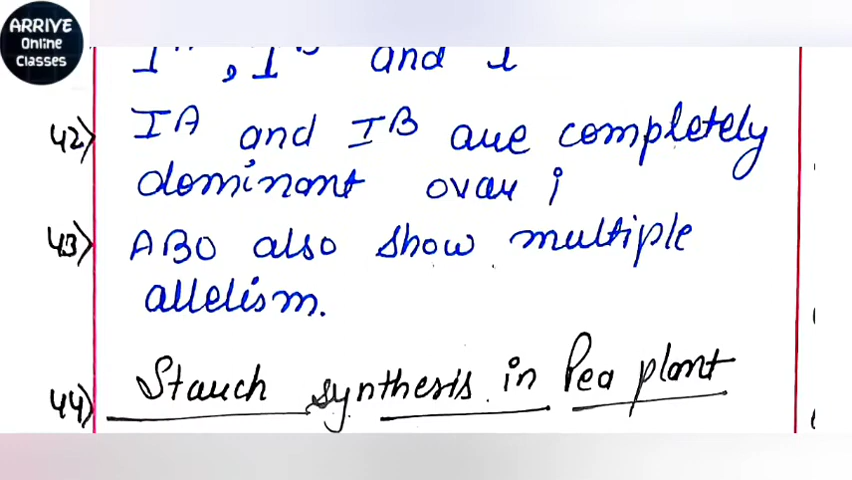 ARRIVE
Online
Classes
and i
42) IA and IB are completely
dominant over i
43) ABO also show multiple
allelism.
44) Starch synthesis in Pea plant